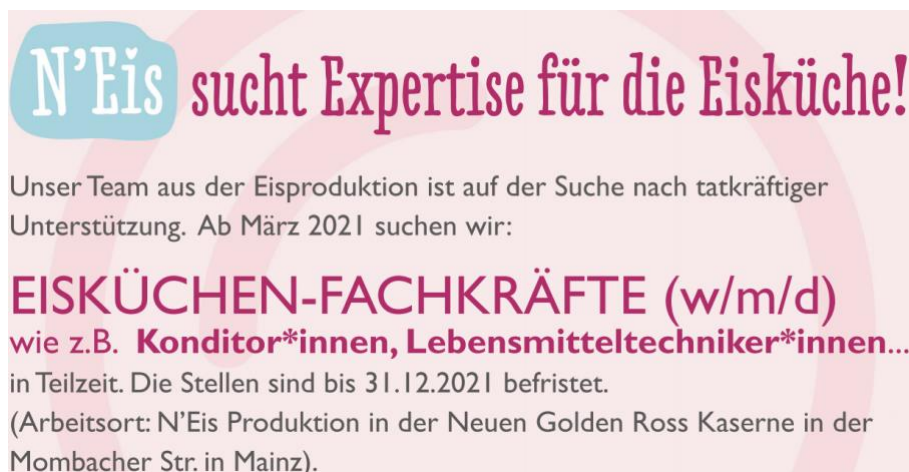 N'Eis sucht Expertise für die Eisküche!
Unser Team aus der Eisproduktion ist auf der Suche nach tatkräftiger
Unterstützung. Ab März 2021 suchen wir:
EISKÜCHEN-FACHKRÄFTE (w/m/d)
wie z.B. Konditor*innen, Lebensmitteltechniker*innen...
in Teilzeit. Die Stellen sind bis 31.12.2021 befristet.
(Arbeitsort: N'Eis Produktion in der Neuen Golden Ross Kaserne in der
Mombacher Str. in Mainz).